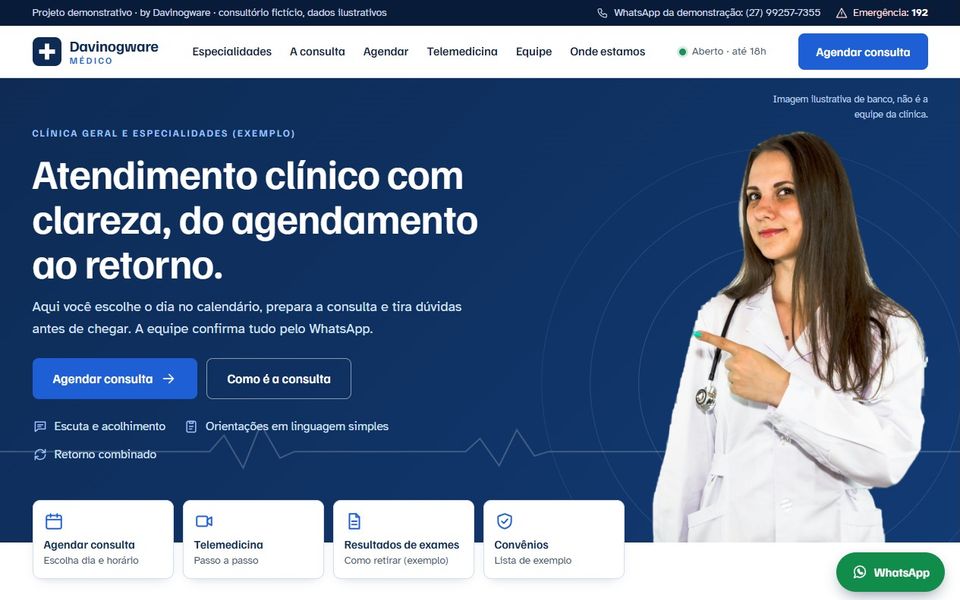 Projeto demonstrativo · by Davinogware · consultório fictício, dados ilustrativos
WhatsApp da demonstração: (27) 99257-7355
Emergência: 192
Davinogware
MÉDICO
Especialidades
A consulta
Agendar
Telemedicina
Equipe
Onde estamos
Aberto · até 18h
Agendar consulta
Imagem ilustrativa de banco, não é a
equipe da clínica.
CLÍNICA GERAL E ESPECIALIDADES (EXEMPLO)
Atendimento clínico com
clareza, do agendamento
ao retorno.
Aqui você escolhe o dia no calendário, prepara a consulta e tira dúvidas
antes de chegar. A equipe confirma tudo pelo WhatsApp.
Agendar consulta →
Como é a consulta
Escuta e acolhimento
Orientações em linguagem simples
Retorno combinado
Agendar consulta
Escolha dia e horário
Telemedicina
Passo a passo
Resultados de exames
Como retirar (exemplo)
Convênios
Lista de exemplo
WhatsApp